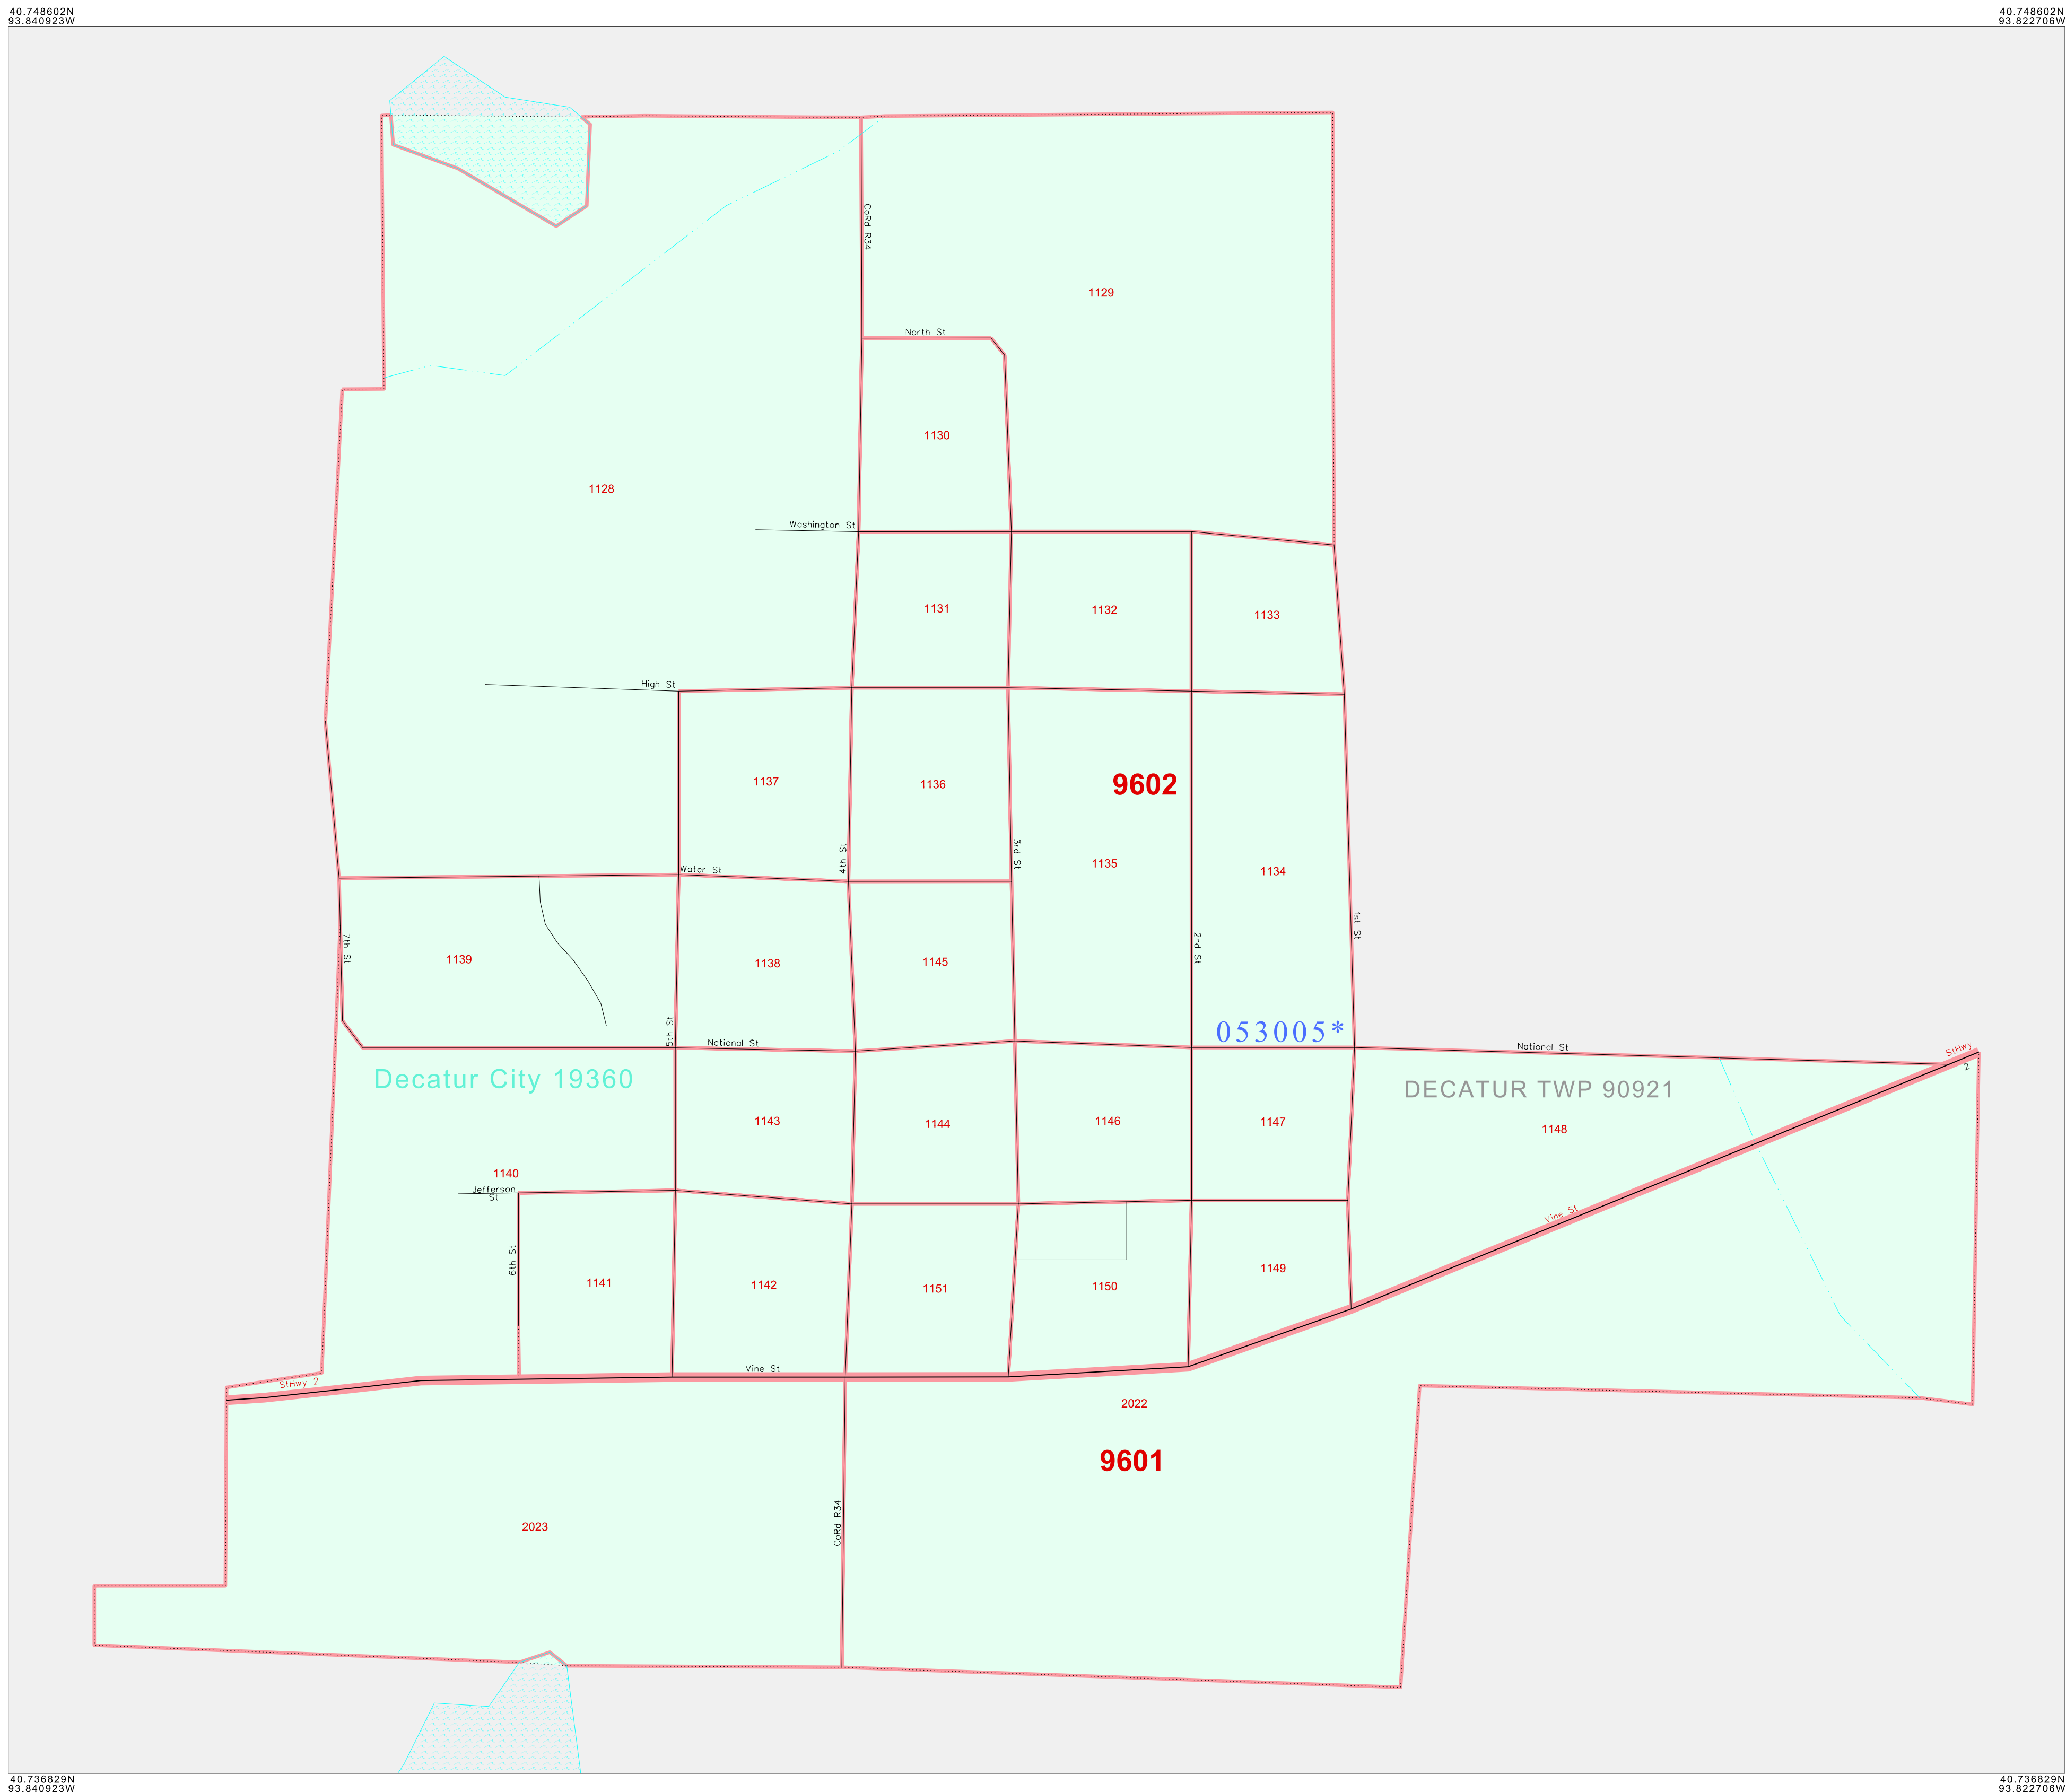 40.748602N
93.840923W
40.748602N
93.822706W
CoRd R34
1129
North St
1130
1128
Washington St
1131
1132
1133
High St
1137
1136
9602
4th St
3rd St
Water St
1135
1134
1st St
7th St
2nd St
1139
1138
1145
5th St
053005*
National St
National St
StHwy
2
Decatur City 19360
DECATUR TWP 90921
1143
1144
1146
1147
1148
1140
Jefferson
St
Vine St
6th St
1141
1142
1151
1150
1149
Vine St
StHwy 2
2022
9601
CoRd R34
2023
40.736829N
93.840923W
40.736829N
93.822706W